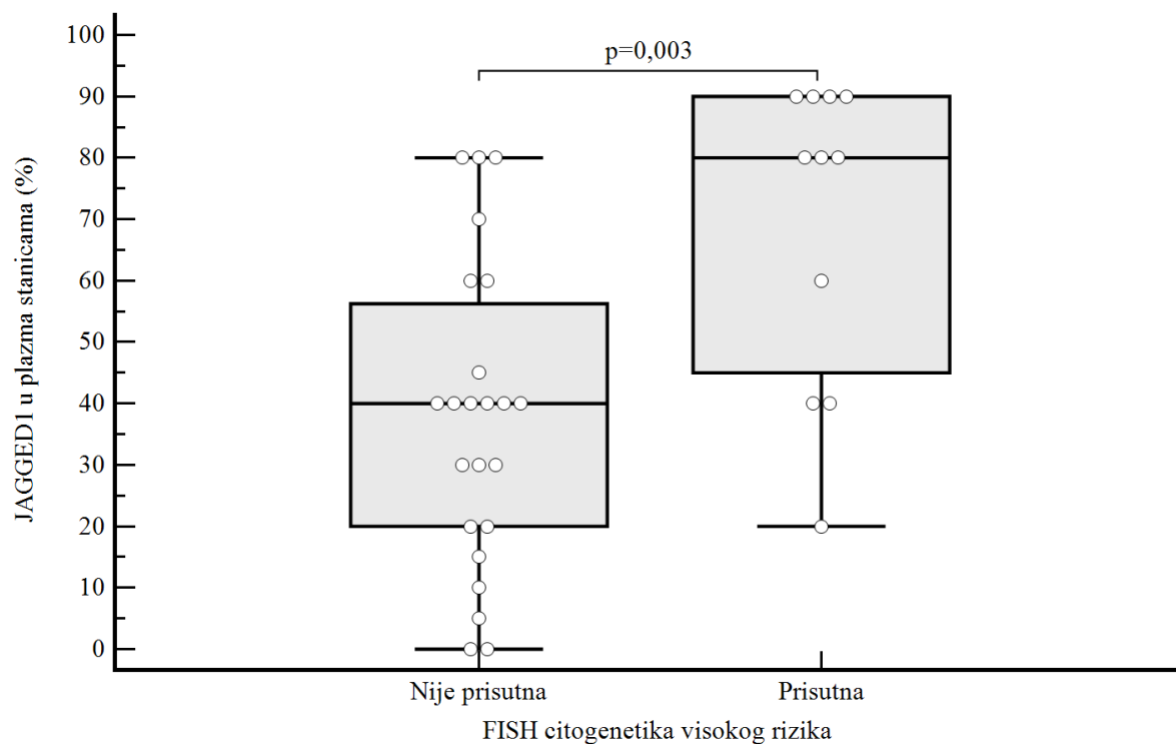 p=0,003
100
90
80
70
60
50
40
30
20
10
0
JAGGED1 u plazma stanicama (%)
Nije prisutna
Prisutna
FISH citogenetika visokog rizika